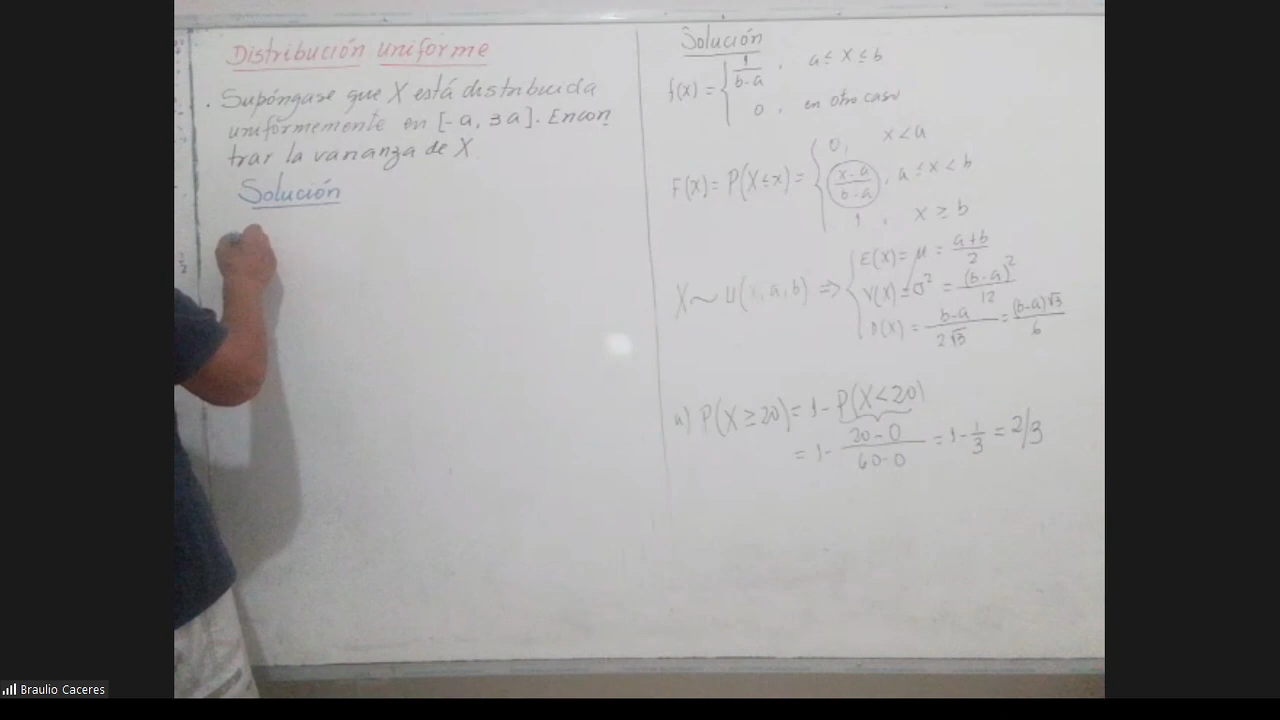 Distribución uniforme
. Supóngase que X está distribuida
uniformemente en [-a, 3a]. Encon
trar la varianza de X
Solución
Solución
f(x) = { 1/(b-a) , a ≤ X ≤ b
0 , en otro caso
F(x) = P(X ≤ x) = { 0, x < a
(x-a)/(b-a) , a ≤ x < b
1 , x ≥ b
E(X) = μ = (a+b)/2
X ~ U( , a, b) ⇒ { V(X) = σ² = (b-a)²/12
D(X) = (b-a)/(2√3) = (b-a)√3/6
a) P(X ≥ 20) = 1 - P(X < 20)
= 1 - (20-0)/(60-0) = 1 - 1/3 = 2/3
Braulio Caceres